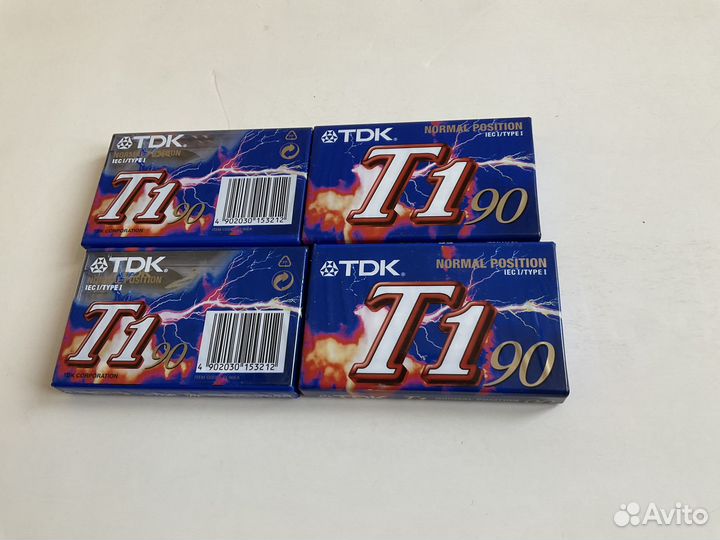 TDK.
NORMAL POSITION
IEC I/TYPE I
T1 90
TDK CORPORATION
4 902030 153212
TDK.
NORMAL POSITION
IEC I/TYPE I
T1 90
TDK.
NORMAL POSITION
IEC I/TYPE I
T1 90
TDK CORPORATION
4 902030 153212
TDK.
NORMAL POSITION
IEC I/TYPE I
T1 90
Avito